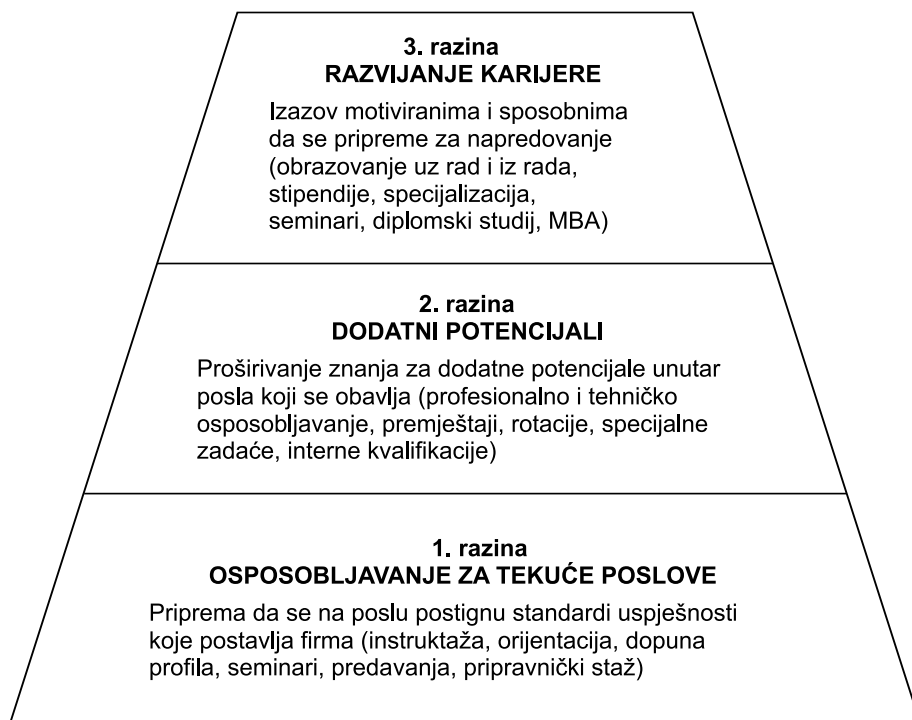 3. razina
RAZVIJANJE KARIJERE
Izazov motiviranima i sposobnima
da se pripreme za napredovanje
(obrazovanje uz rad i iz rada,
stipendije, specijalizacija,
seminari, diplomski studij, MBA)
2. razina
DODATNI POTENCIJALI
Proširivanje znanja za dodatne potencijale unutar
posla koji se obavlja (profesionalno i tehničko
osposobljavanje, premještaji, rotacije, specijalne
zadaće, interne kvalifikacije)
1. razina
OSPOSOBLJAVANJE ZA TEKUĆE POSLOVE
Priprema da se na poslu postignu standardi uspješnosti
koje postavlja firma (instruktaža, orijentacija, dopuna
profila, seminari, predavanja, pripravnički staž)